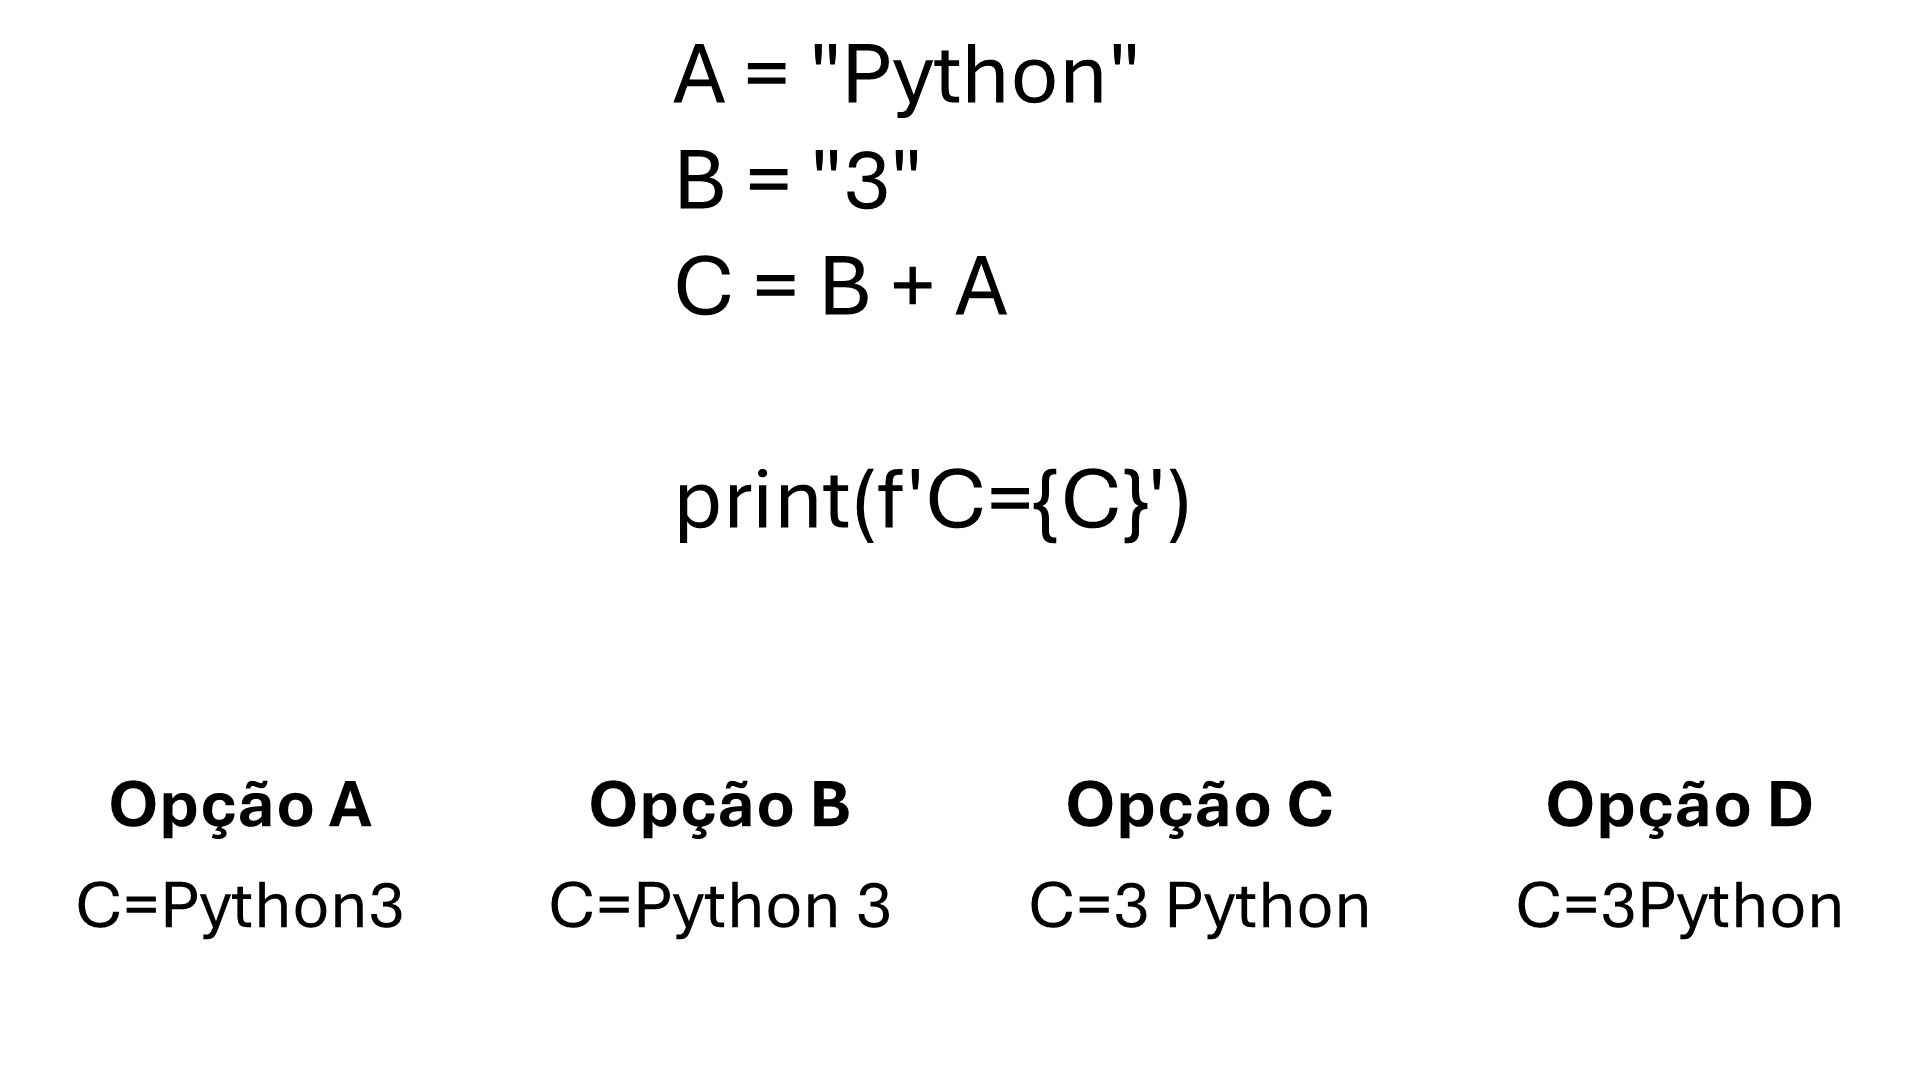 A = "Python"
B = "3"
C = B + A
print(f'C={C}')
Opção A
Opção B
Opção C
Opção D
C=Python3
C=Python 3
C=3 Python
C=3Python